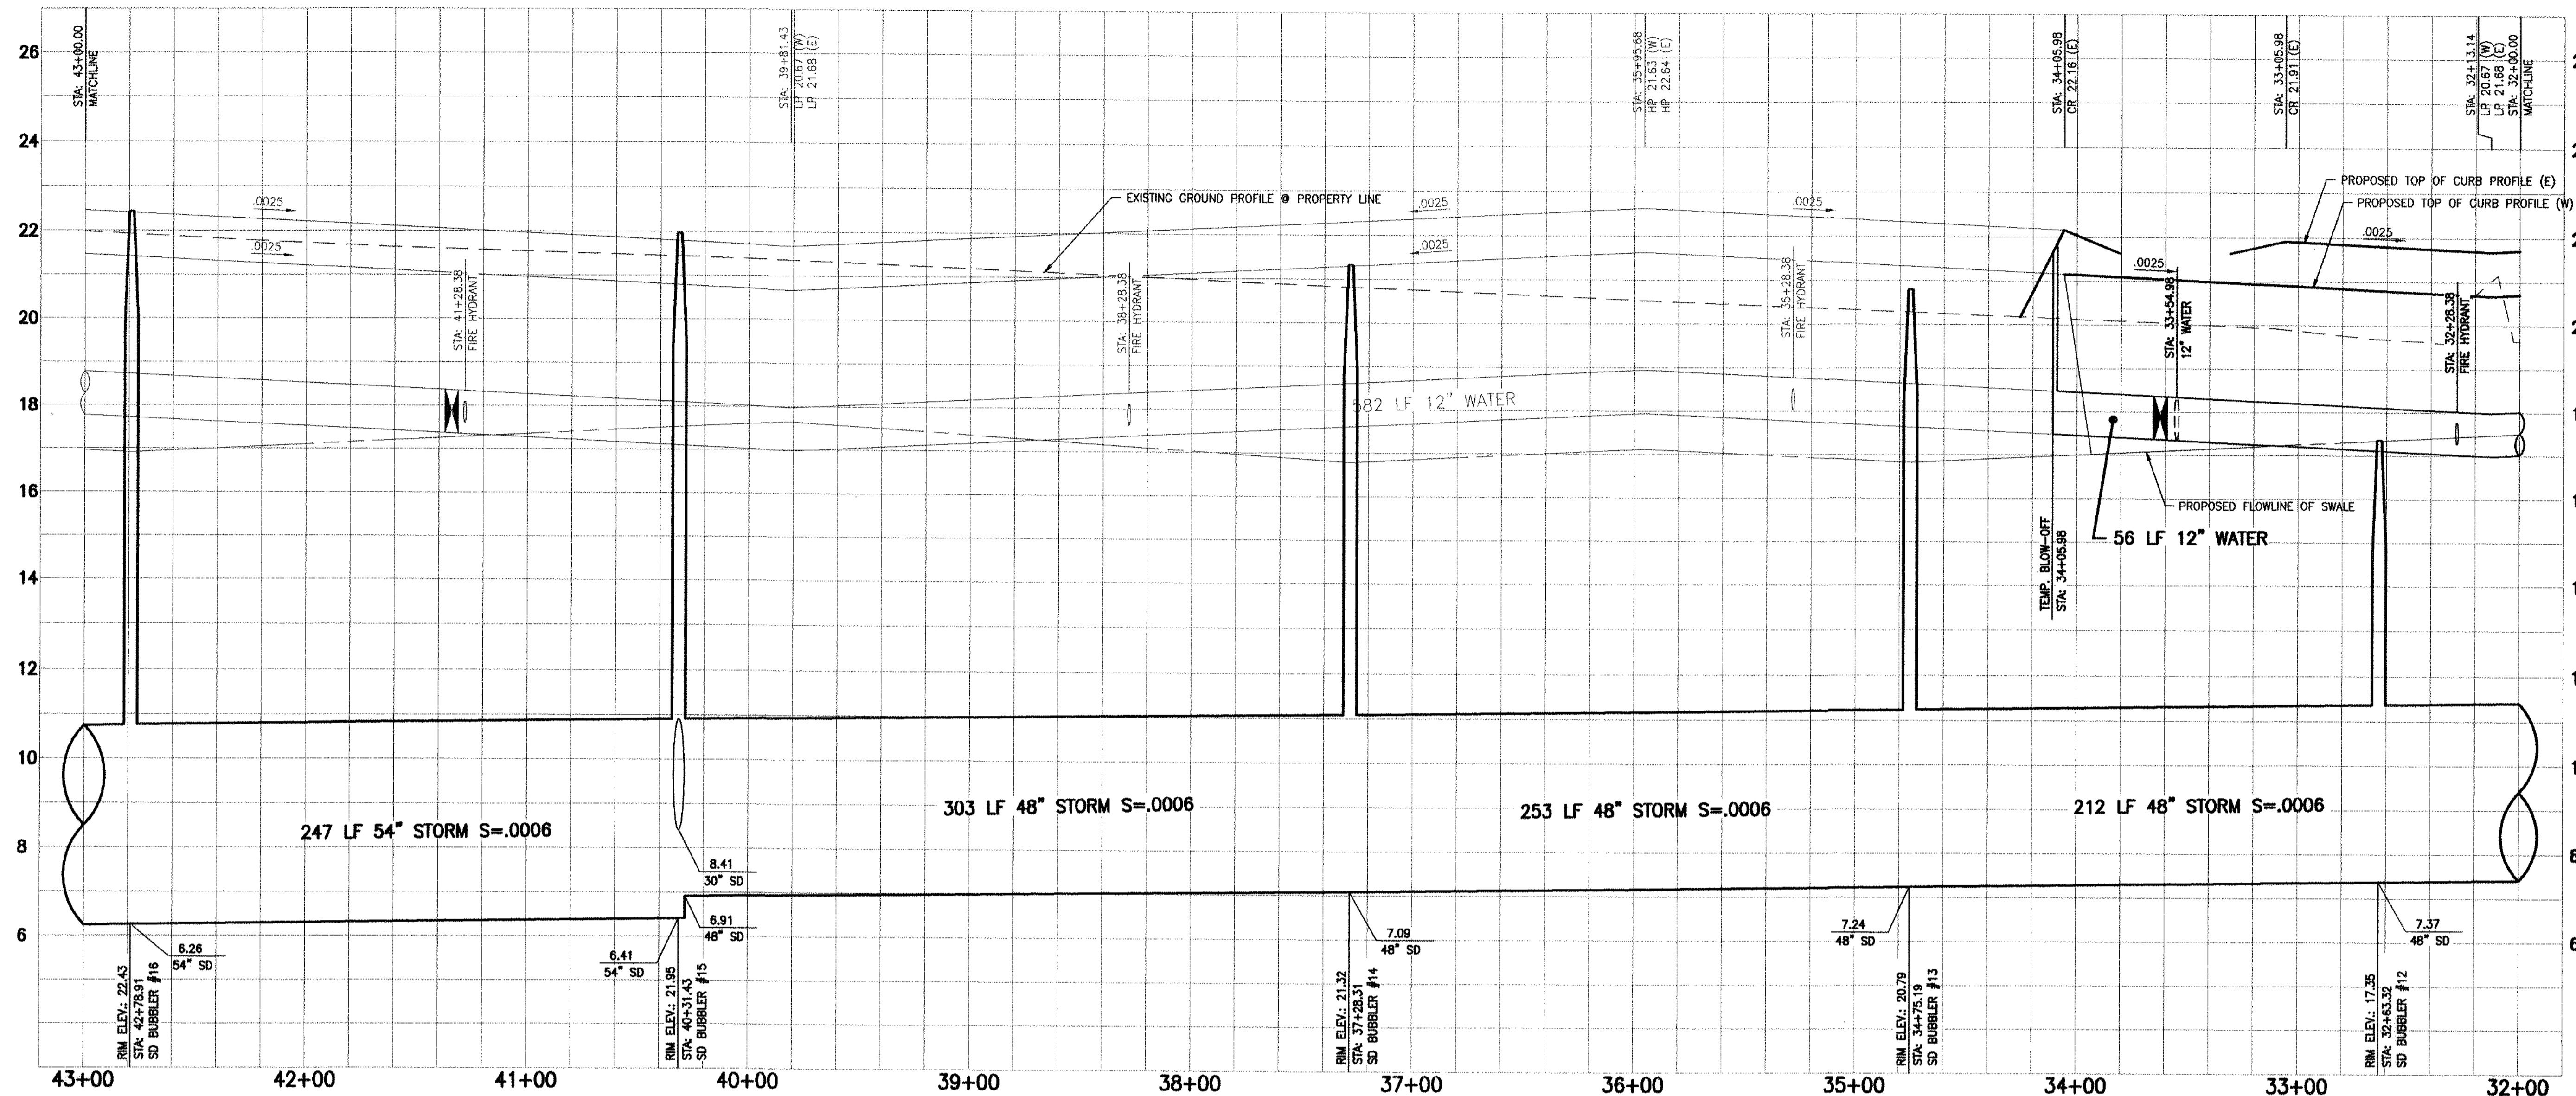 26
24
22
20
18
16
14
12
10
8
6
STA: 43+00.00
MATCHLINE
STA: 39+81.43
LP 20.67 (W)
LP 21.68 (E)
STA: 35+95.88
HP 21.63 (W)
HP 22.64 (E)
STA: 34+05.98
CR 22.16 (E)
STA: 33+05.98
CR 21.91 (E)
STA: 32+13.14
LP 20.67 (W)
LP 21.68 (E)
STA: 32+00.00
MATCHLINE
.0025
.0025
EXISTING GROUND PROFILE @ PROPERTY LINE
.0025
.0025
.0025
PROPOSED TOP OF CURB PROFILE (E)
PROPOSED TOP OF CURB PROFILE (W)
.0025
.0025
STA: 41+28.38
FIRE HYDRANT
STA: 38+28.38
FIRE HYDRANT
STA: 35+28.38
FIRE HYDRANT
STA: 33+54.98
12" WATER
STA: 32+28.38
FIRE HYDRANT
582 LF 12" WATER
PROPOSED FLOWLINE OF SWALE
56 LF 12" WATER
TEMP. BLOW-OFF
STA: 34+05.98
247 LF 54" STORM S=.0006
303 LF 48" STORM S=.0006
253 LF 48" STORM S=.0006
212 LF 48" STORM S=.0006
8.41
30" SD
6.91
48" SD
6.26
54" SD
6.41
54" SD
7.09
48" SD
7.24
48" SD
7.37
48" SD
RIM ELEV.: 22.43
STA: 42+78.91
SD BUBBLER #16
RIM ELEV.: 21.95
STA: 40+31.43
SD BUBBLER #15
RIM ELEV.: 21.32
STA: 37+28.31
SD BUBBLER #14
RIM ELEV.: 20.79
STA: 34+75.19
SD BUBBLER #13
RIM ELEV.: 17.35
STA: 32+63.32
SD BUBBLER #12
8
6
43+00
42+00
41+00
40+00
39+00
38+00
37+00
36+00
35+00
34+00
33+00
32+00